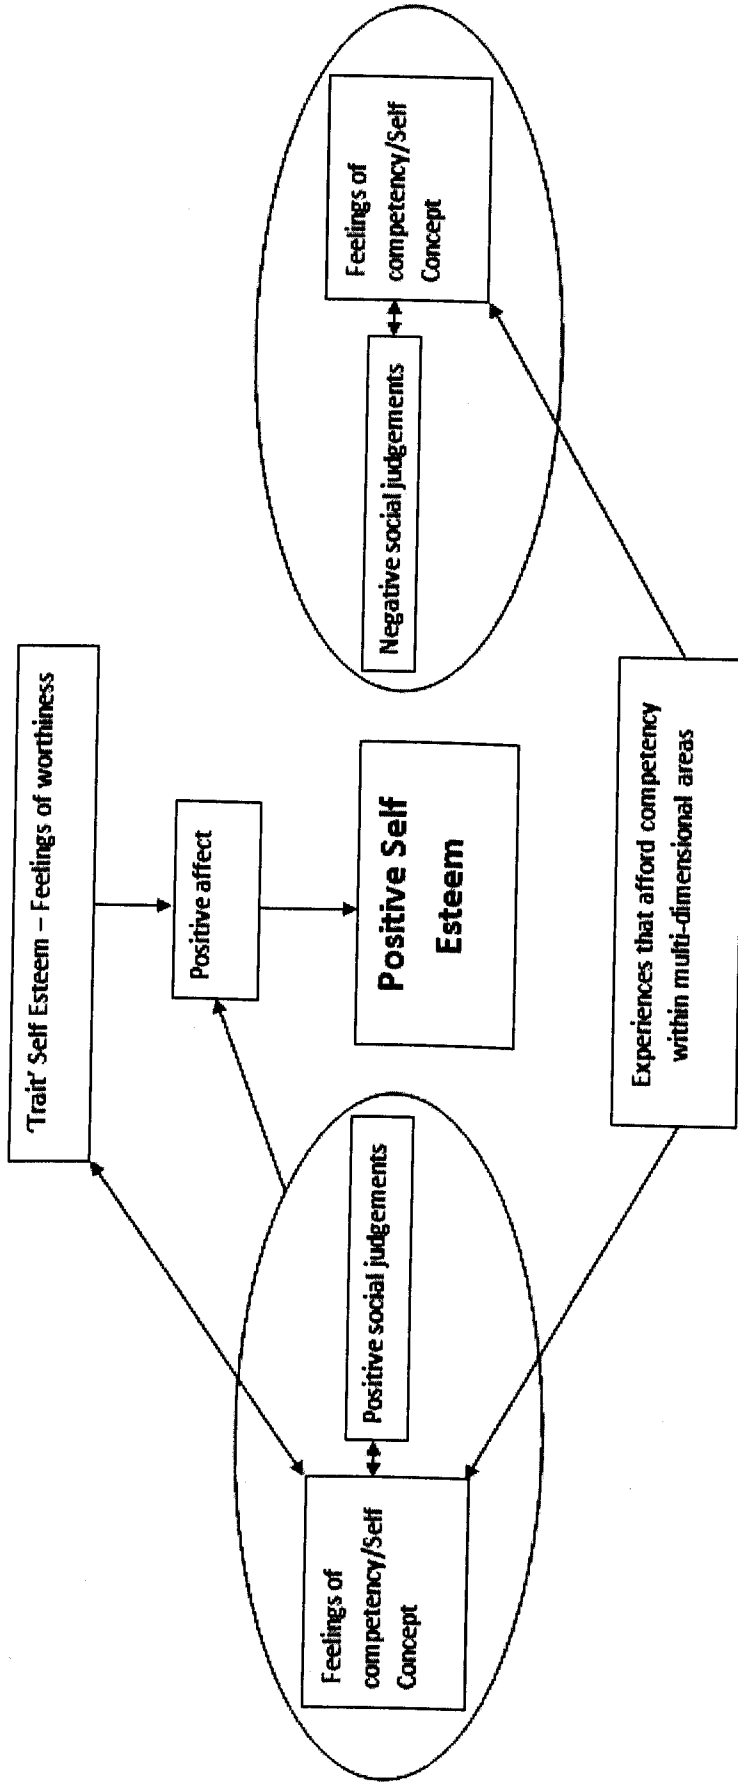 'Trait' Self Esteem – Feelings of worthiness
Positive affect
Feelings of
competency/Self
Concept
Positive social judgements
Positive Self
Esteem
Negative social judgements
Feelings of
competency/Self
Concept
Experiences that afford competency
within multi-dimensional areas